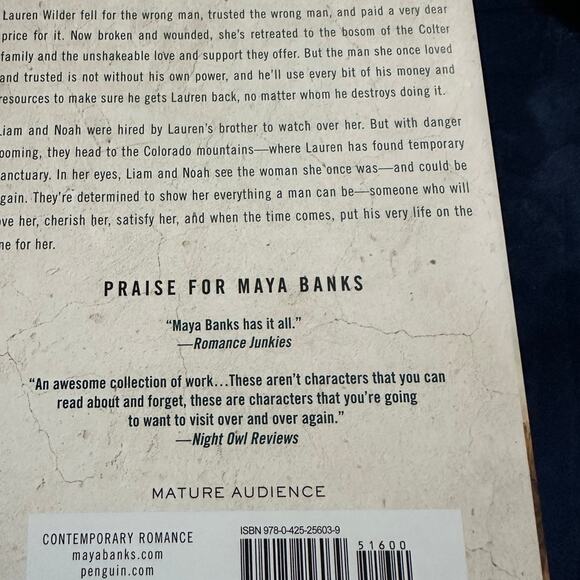 Lauren Wilder fell for the wrong man, trusted the wrong man, and paid a very dear
price for it. Now broken and wounded, she's retreated to the bosom of the Colter
family and the unshakeable love and support they offer. But the man she once loved
and trusted is not without his own power, and he'll use every bit of his money and
resources to make sure he gets Lauren back, no matter whom he destroys doing it.
Liam and Noah were hired by Lauren's brother to watch over her. But with danger
ooming, they head to the Colorado mountains—where Lauren has found temporary
sanctuary. In her eyes, Liam and Noah see the woman she once was—and could be
gain. They're determined to show her everything a man can be—someone who will
ove her, cherish her, satisfy her, and when the time comes, put his very life on the
ne for her.
PRAISE FOR MAYA BANKS
“Maya Banks has it all.”
—Romance Junkies
“An awesome collection of work...These aren't characters that you can
read about and forget, these are characters that you're going
to want to visit over and over again.”
—Night Owl Reviews
MATURE AUDIENCE
CONTEMPORARY ROMANCE
mayabanks.com
penguin.com
ISBN 978-0-425-25603-9
51600